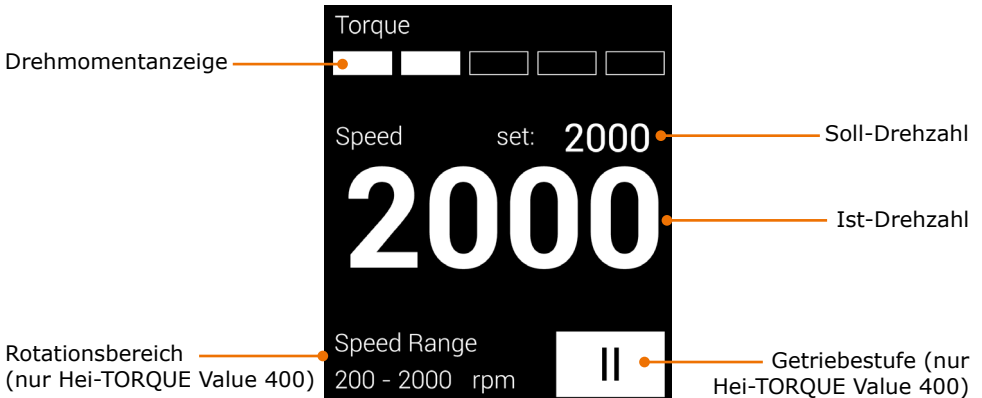 Torque
Drehmomentanzeige
Speed set: 2000
Soll-Drehzahl
2000
Ist-Drehzahl
Speed Range
200 - 2000 rpm
II
Rotationsbereich
(nur Hei-TORQUE Value 400)
Getriebestufe (nur
Hei-TORQUE Value 400)